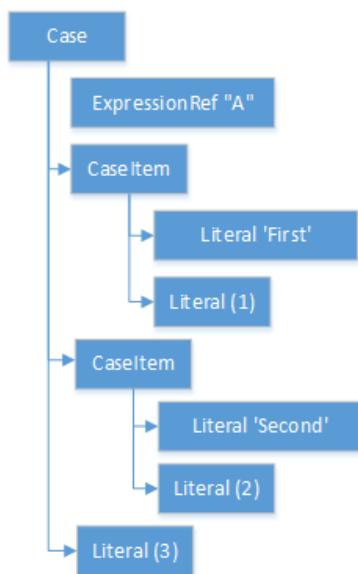 Case
ExpressionRef "A"
CaseItem
Literal 'First'
Literal (1)
CaseItem
Literal 'Second'
Literal (2)
Literal (3)